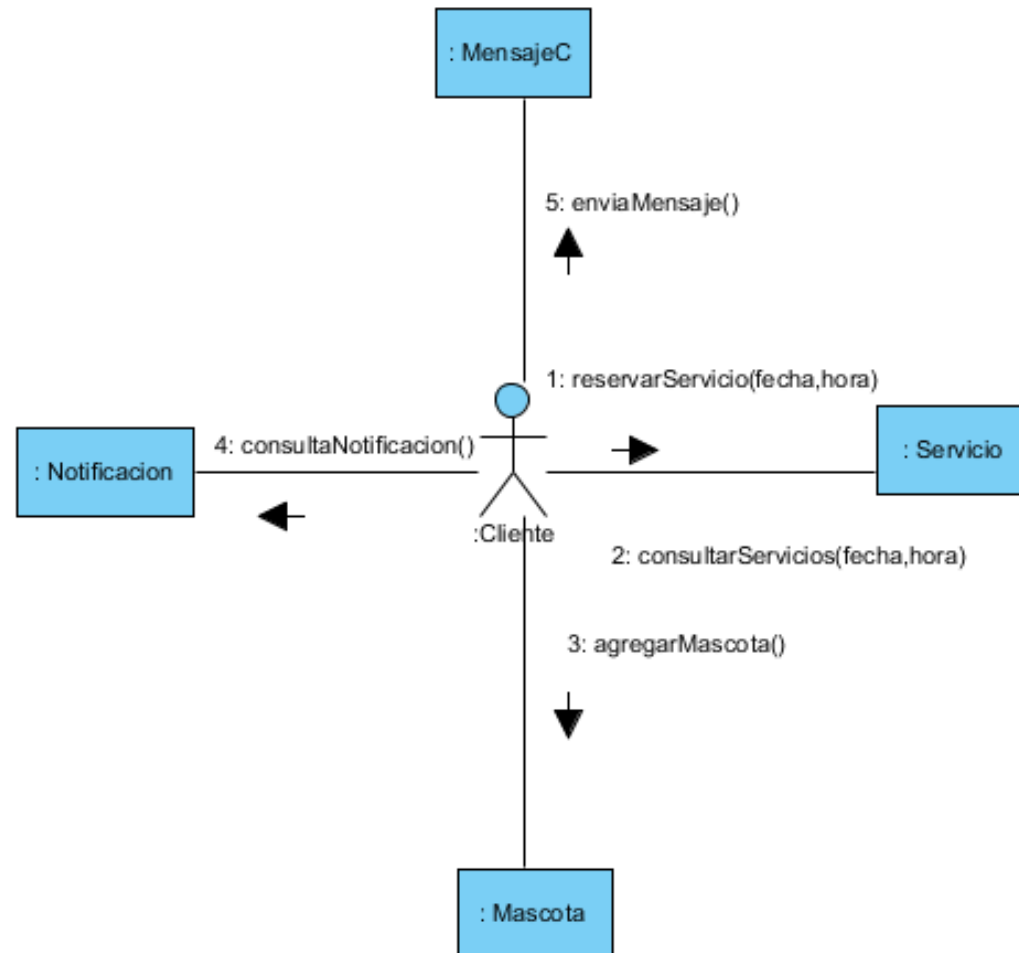 : MensajeC
5: enviaMensaje()
1: reservarServicio(fecha,hora)
4: consultaNotificacion()
: Notificacion
: Servicio
:Cliente
2: consultarServicios(fecha,hora)
3: agregarMascota()
: Mascota